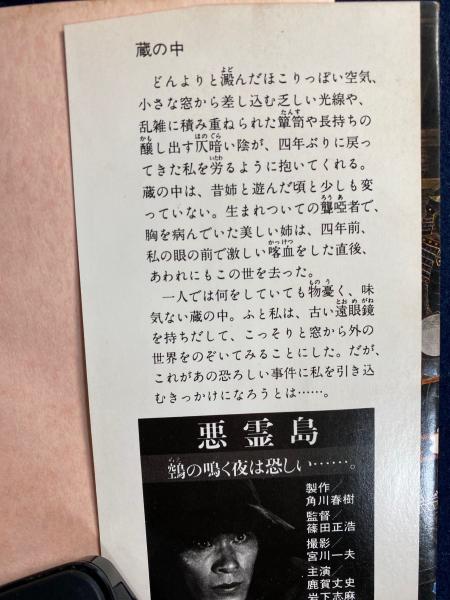 蔵の中
どんよりと澱んだほこりっぽい空気、
小さな窓から差し込む乏しい光線や、
乱雑に積み重ねられた簞笥や長持ちの
醸し出す仄暗い陰が、四年ぶりに戻っ
てきた私を労るように抱いてくれる。
蔵の中は、昔姉と遊んだ頃と少しも変
っていない。生まれついての聾啞者で、
胸を病んでいた美しい姉は、四年前、
私の眼の前で激しい喀血をした直後、
あわれにもこの世を去った。
一人では何をしていても物憂く、味
気ない蔵の中。ふと私は、古い遠眼鏡
を持ちだして、こっそりと窓から外の
世界をのぞいてみることにした。だが、
これがあの恐ろしい事件に私を引き込
むきっかけになろうとは……。
悪霊島
鵼の鳴く夜は恐しい……。
製作/
角川春樹
監督/
篠田正浩
撮影/
宮川一夫
主演/
鹿賀丈史
岩下志麻